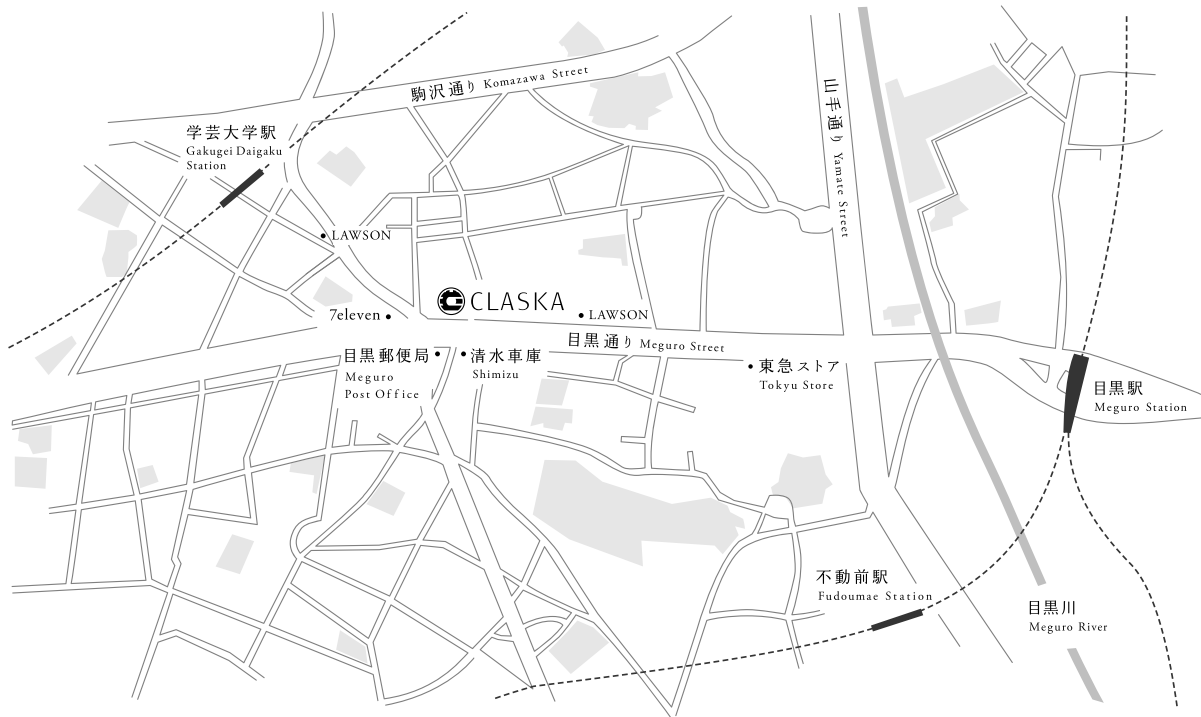 駒沢通り Komazawa Street
学芸大学駅
Gakugei Daigaku
Station
山手通り Yamate Street
LAWSON
CLASKA
7eleven
LAWSON
目黒通り Meguro Street
目黒郵便局
Meguro
Post Office
清水車庫
Shimizu
東急ストア
Tokyu Store
目黒駅
Meguro Station
不動前駅
Fudoumae Station
目黒川
Meguro River